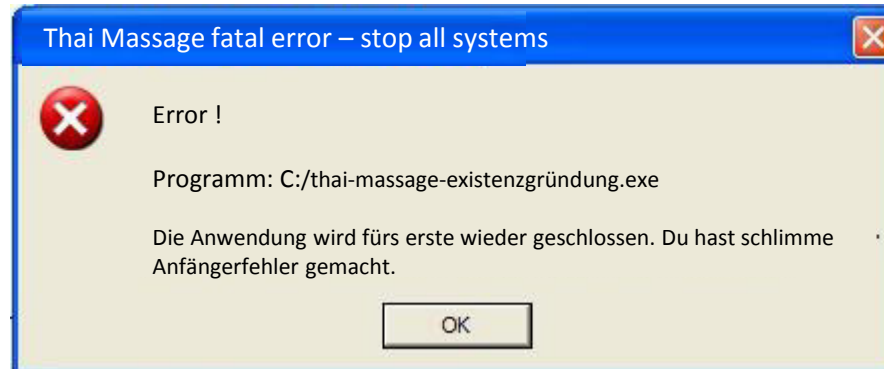 Thai Massage fatal error – stop all systems
Error !
Programm: C:/thai-massage-existenzgründung.exe
Die Anwendung wird fürs erste wieder geschlossen. Du hast schlimme
Anfängerfehler gemacht.
OK